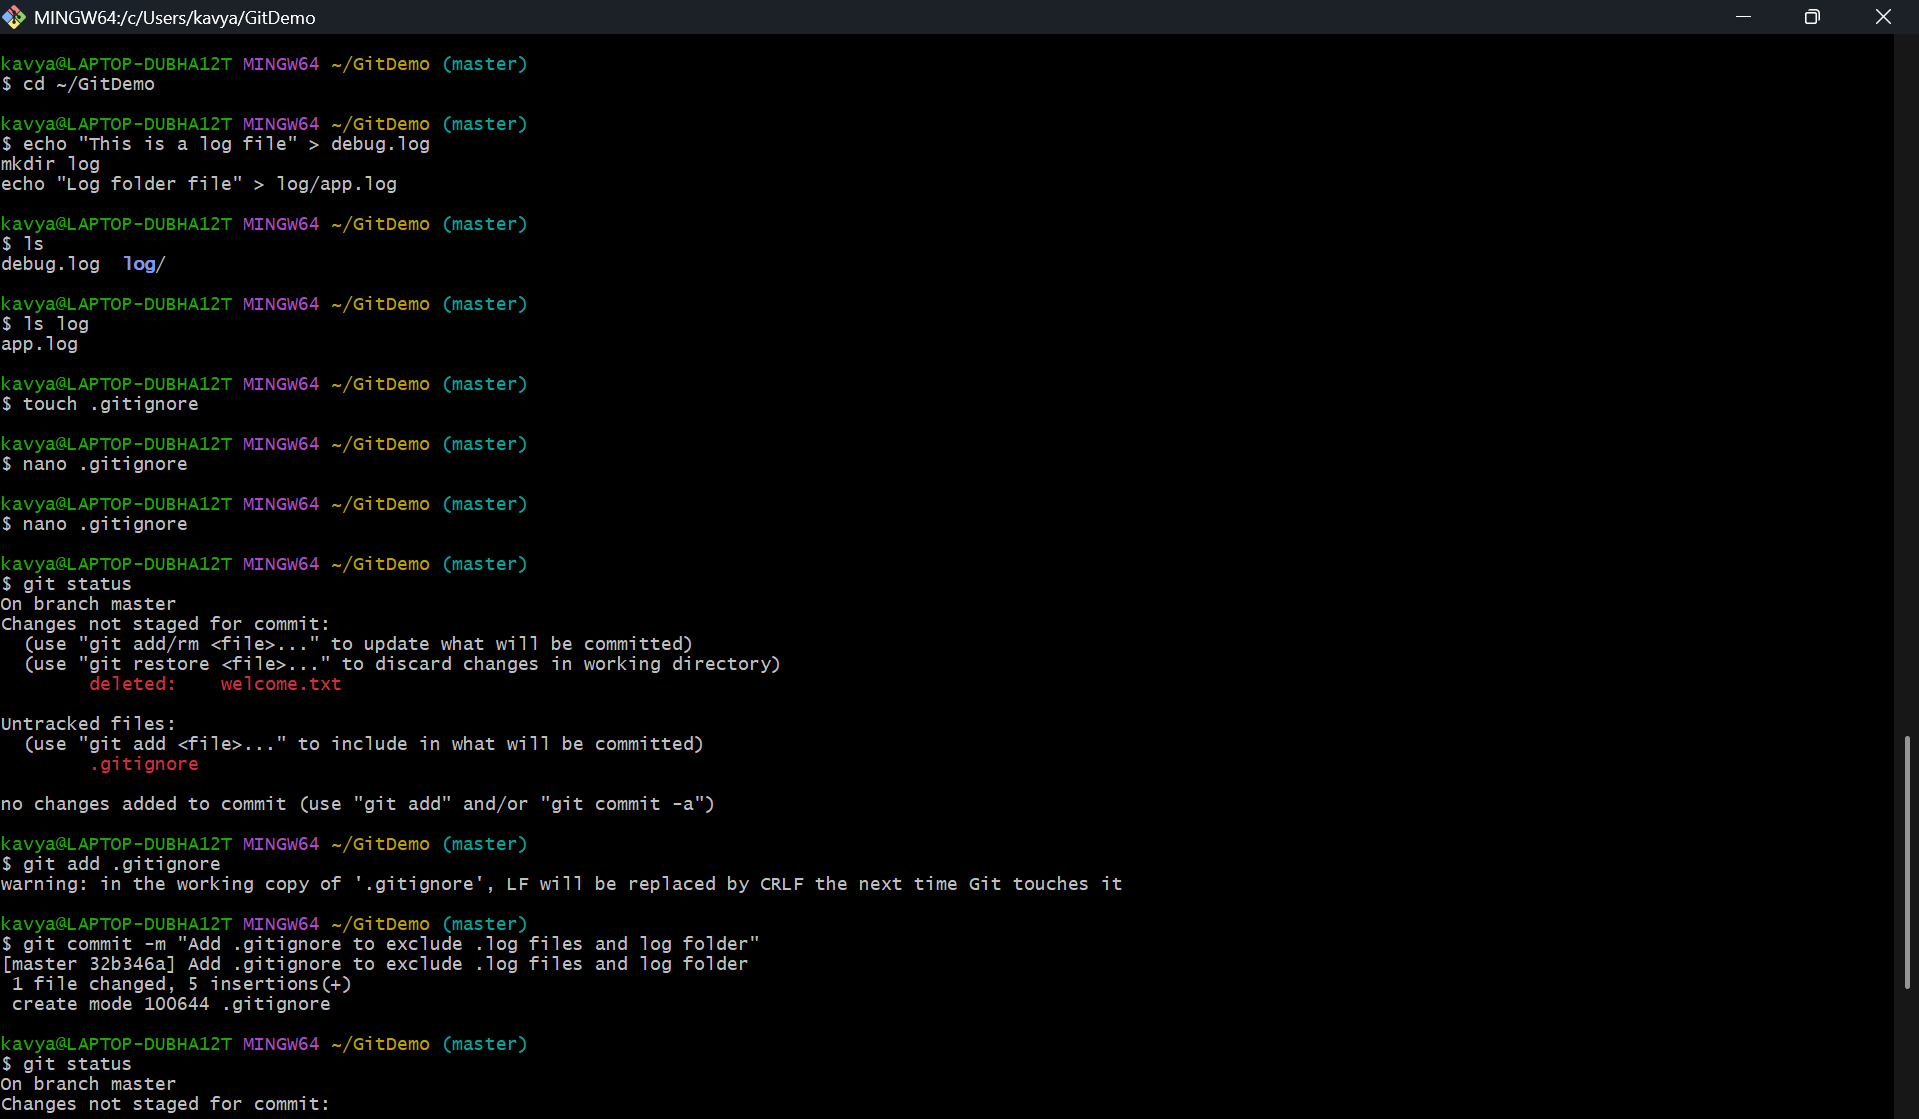 MINGW64:/c/Users/kavya/GitDemo
kavya@LAPTOP-DUBHA12T MINGW64 ~/GitDemo (master)
$ cd ~/GitDemo
kavya@LAPTOP-DUBHA12T MINGW64 ~/GitDemo (master)
$ echo "This is a log file" > debug.log
mkdir log
echo "Log folder file" > log/app.log
kavya@LAPTOP-DUBHA12T MINGW64 ~/GitDemo (master)
$ ls
debug.log  log/
kavya@LAPTOP-DUBHA12T MINGW64 ~/GitDemo (master)
$ ls log
app.log
kavya@LAPTOP-DUBHA12T MINGW64 ~/GitDemo (master)
$ touch .gitignore
kavya@LAPTOP-DUBHA12T MINGW64 ~/GitDemo (master)
$ nano .gitignore
kavya@LAPTOP-DUBHA12T MINGW64 ~/GitDemo (master)
$ nano .gitignore
kavya@LAPTOP-DUBHA12T MINGW64 ~/GitDemo (master)
$ git status
On branch master
Changes not staged for commit:
  (use "git add/rm <file>..." to update what will be committed)
  (use "git restore <file>..." to discard changes in working directory)
        deleted:    welcome.txt
Untracked files:
  (use "git add <file>..." to include in what will be committed)
        .gitignore
no changes added to commit (use "git add" and/or "git commit -a")
kavya@LAPTOP-DUBHA12T MINGW64 ~/GitDemo (master)
$ git add .gitignore
warning: in the working copy of '.gitignore', LF will be replaced by CRLF the next time Git touches it
kavya@LAPTOP-DUBHA12T MINGW64 ~/GitDemo (master)
$ git commit -m "Add .gitignore to exclude .log files and log folder"
[master 32b346a] Add .gitignore to exclude .log files and log folder
 1 file changed, 5 insertions(+)
 create mode 100644 .gitignore
kavya@LAPTOP-DUBHA12T MINGW64 ~/GitDemo (master)
$ git status
On branch master
Changes not staged for commit: